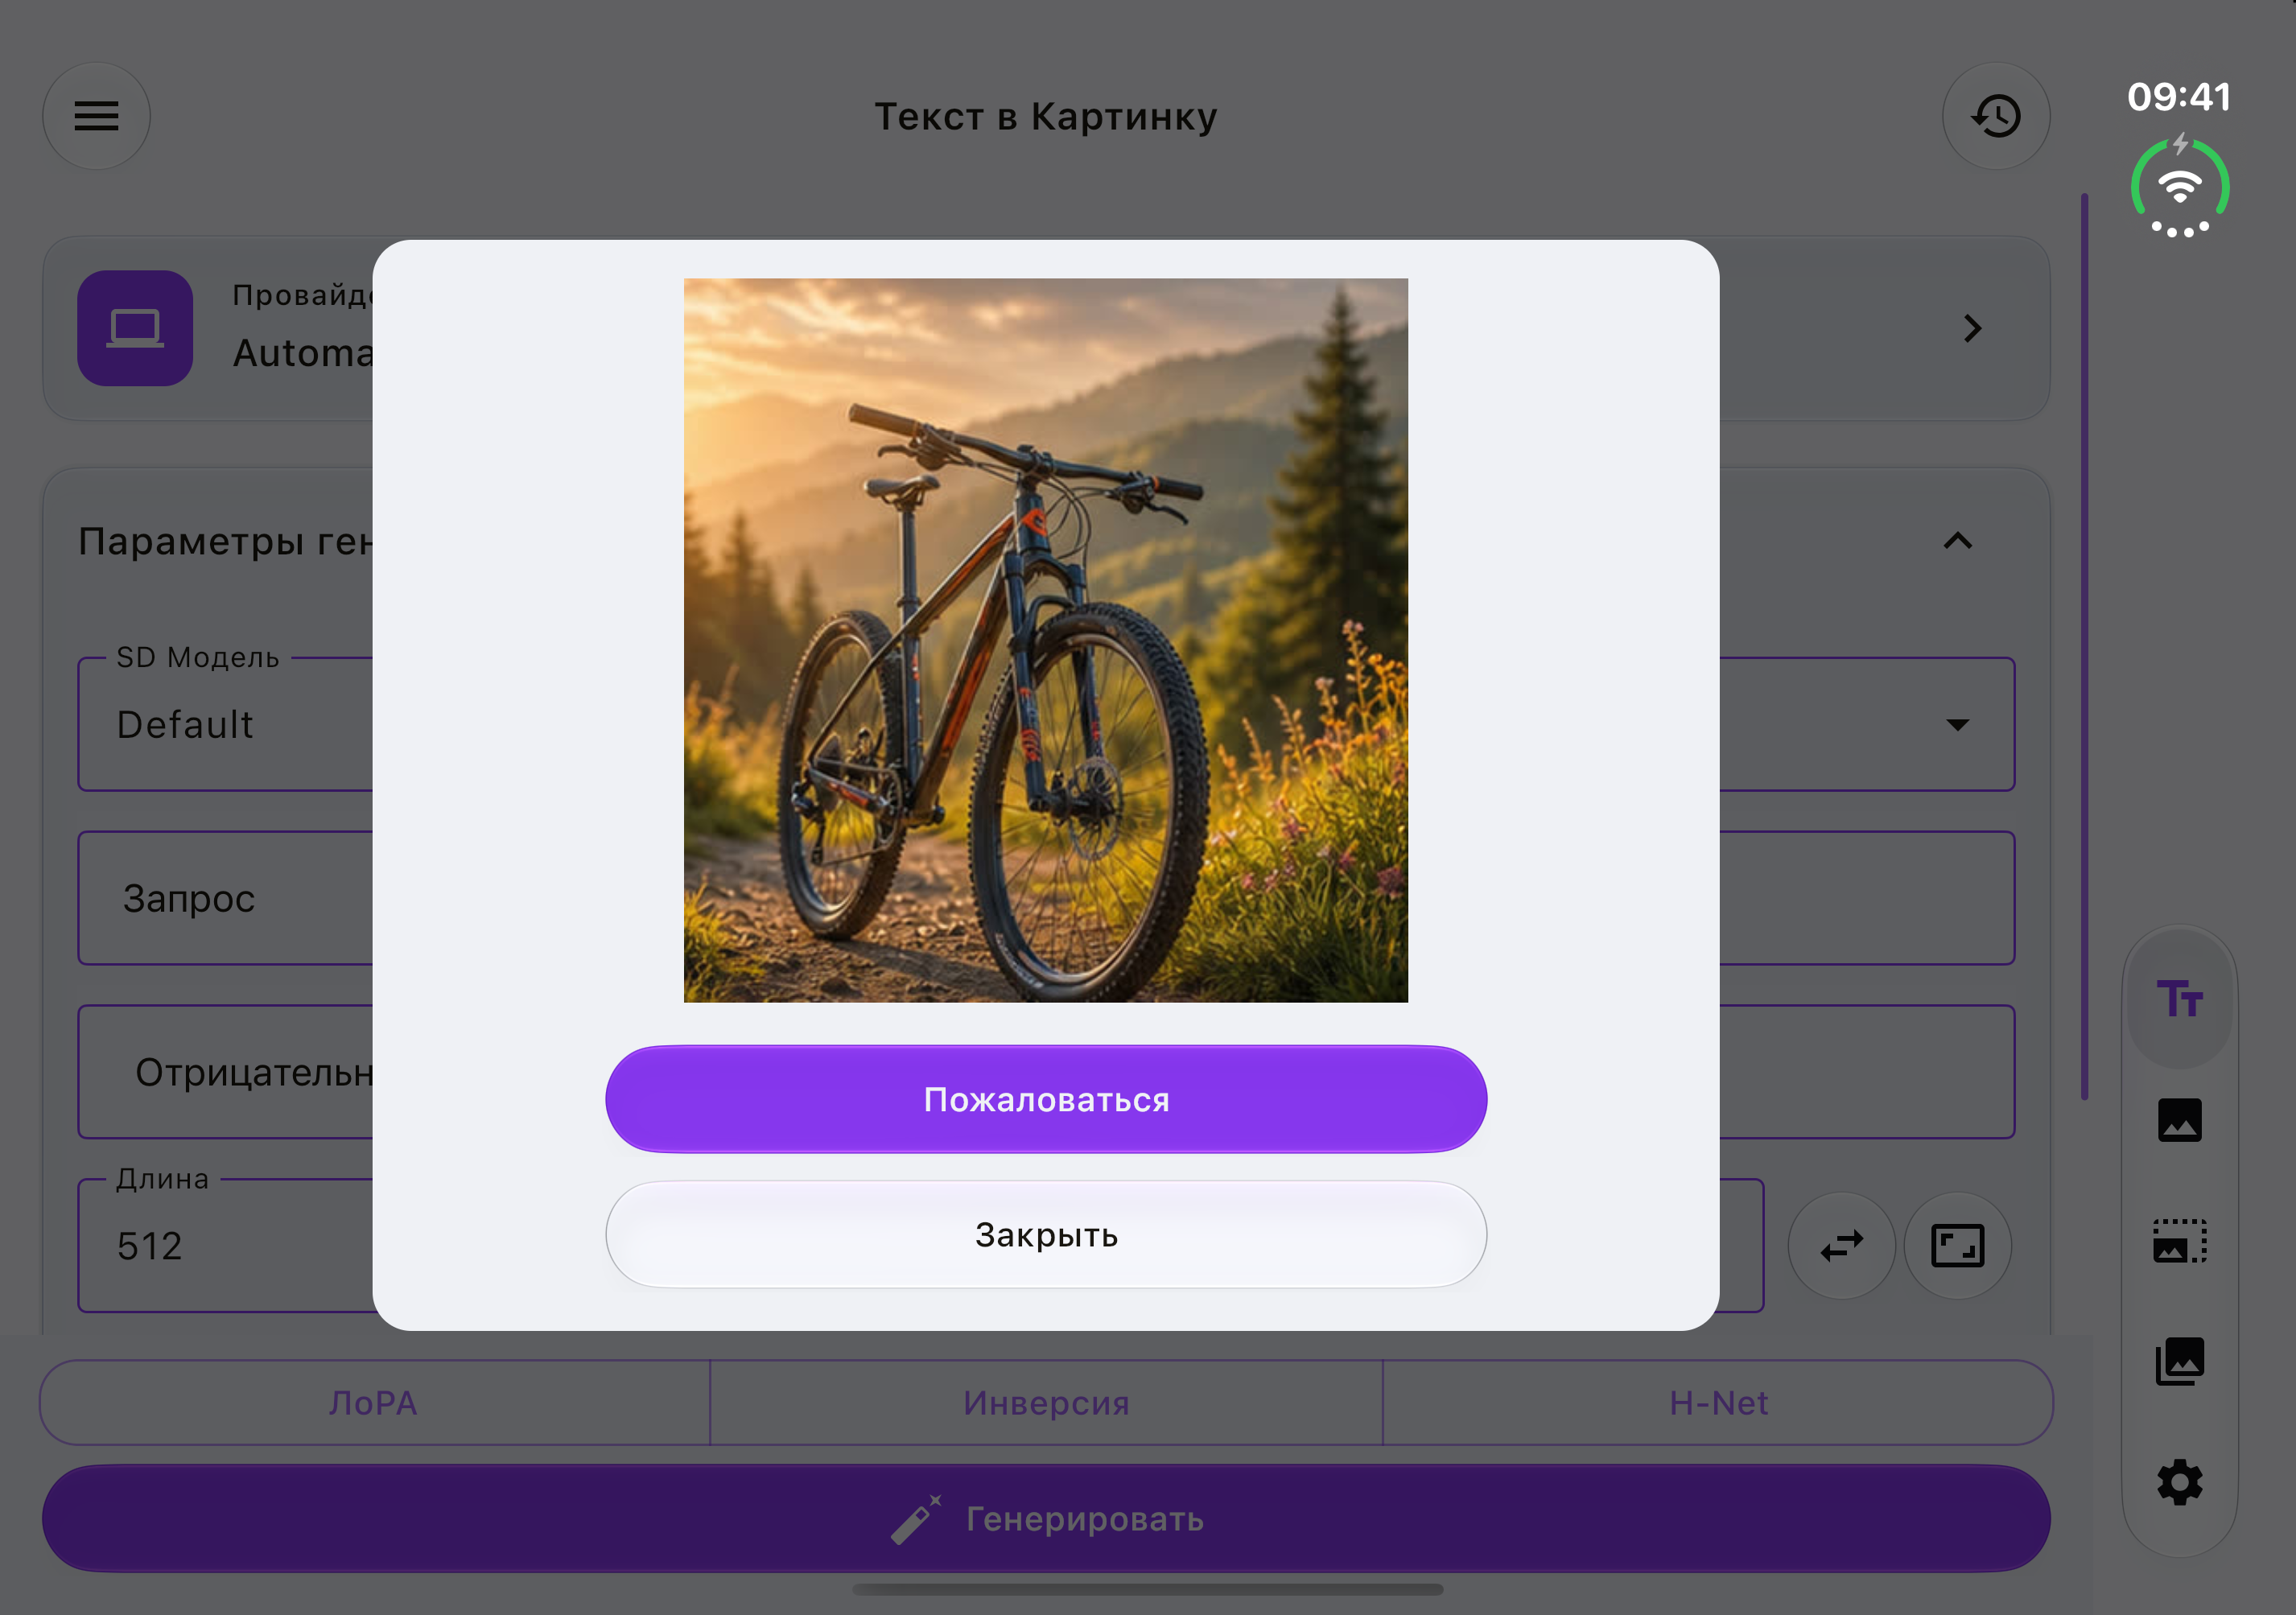 Текст в Картинку
09:41
Провайде
Automa
Параметры ген
SD Модель
Default
Запрос
Отрицательн
Длина
512
Пожаловаться
Закрыть
ЛоРА
Инверсия
H-Net
Генерировать